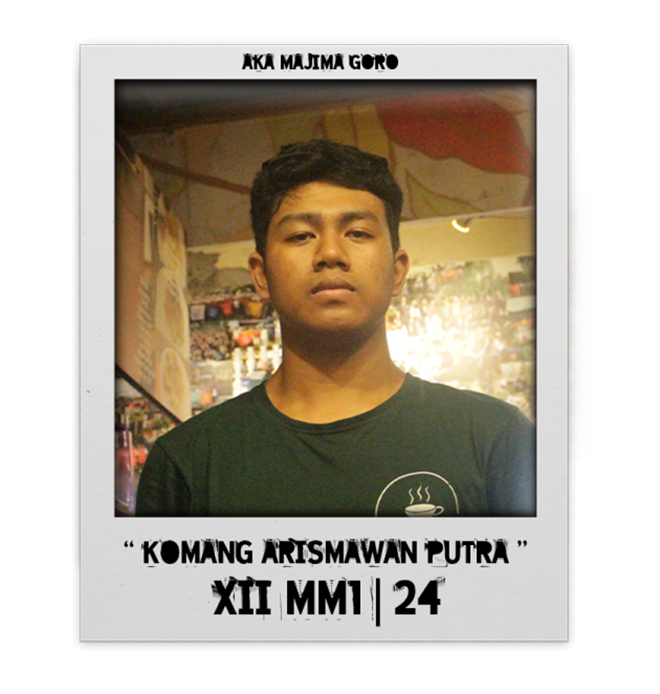 AKA MAJIMA GORO
“ KOMANG ARISMAWAN PUTRA ”
XII MM1 | 24